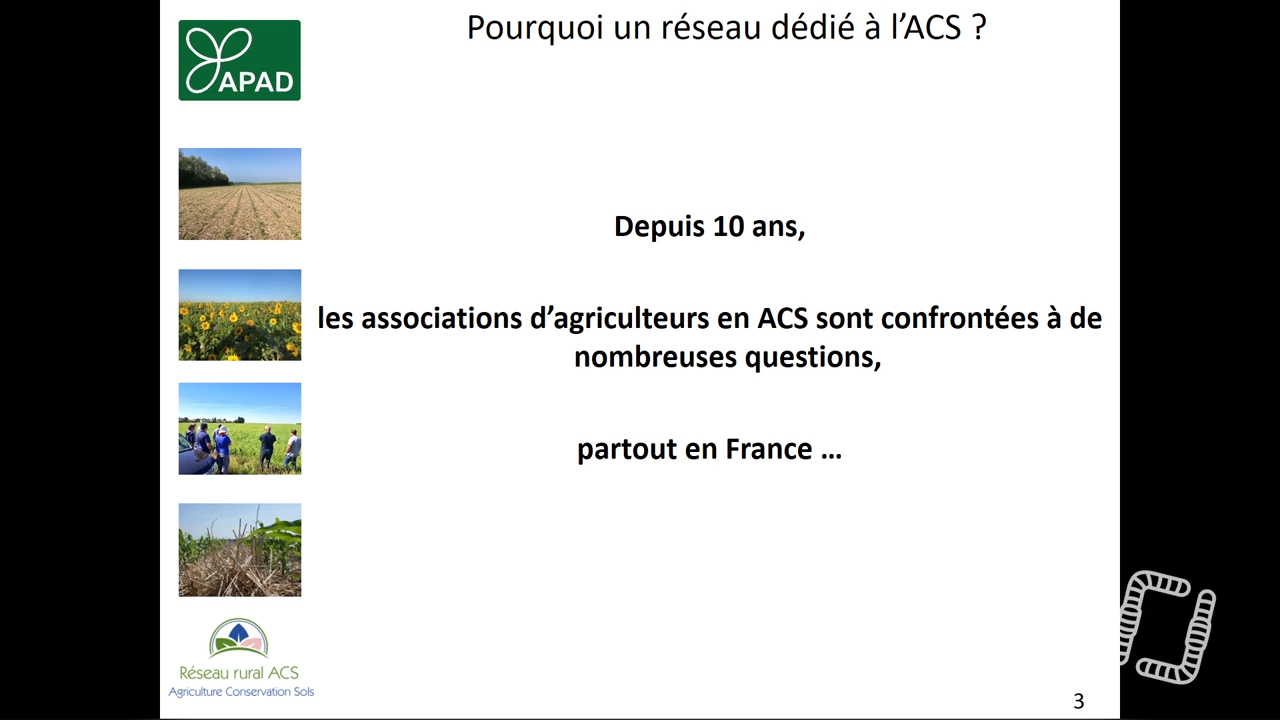 Pourquoi un réseau dédié à l'ACS ?
APAD
Depuis 10 ans,
les associations d'agriculteurs en ACS sont confrontées à de
nombreuses questions,
partout en France …
Réseau rural ACS
Agriculture Conservation Sols
3